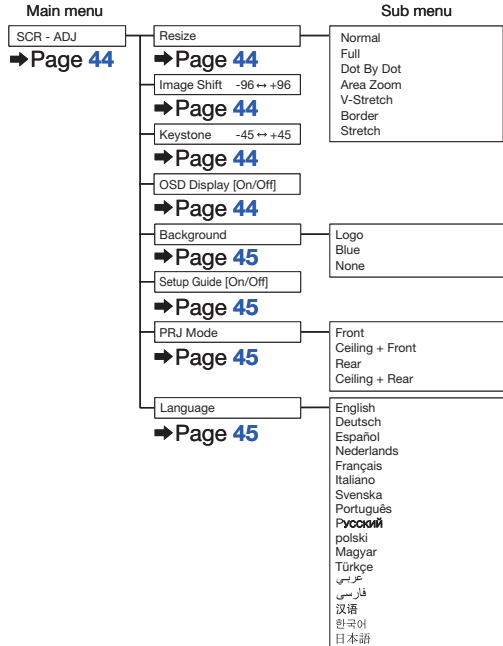 Main menu
Sub menu
SCR - ADJ
➡Page 44
Resize
➡Page 44
Normal
Full
Dot By Dot
Area Zoom
V-Stretch
Border
Stretch
Image Shift -96 ↔ +96
➡Page 44
Keystone -45 ↔ +45
➡Page 44
OSD Display [On/Off]
➡Page 44
Background
➡Page 45
Logo
Blue
None
Setup Guide [On/Off]
➡Page 45
PRJ Mode
➡Page 45
Front
Ceiling + Front
Rear
Ceiling + Rear
Language
➡Page 45
English
Deutsch
Español
Nederlands
Français
Italiano
Svenska
Português
Русский
polski
Magyar
Türkçe
عربي
فارسی
汉语
한국어
日本語